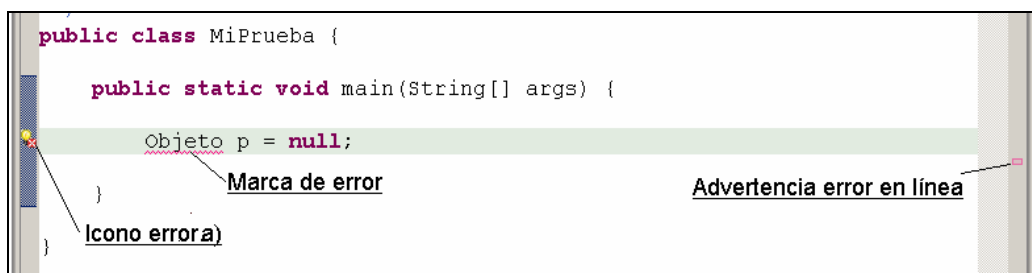 public class MiPrueba {
public static void main(String[] args) {
Objeto p = null;
Marca de error
Advertencia error en línea
}
Icono errora)
}